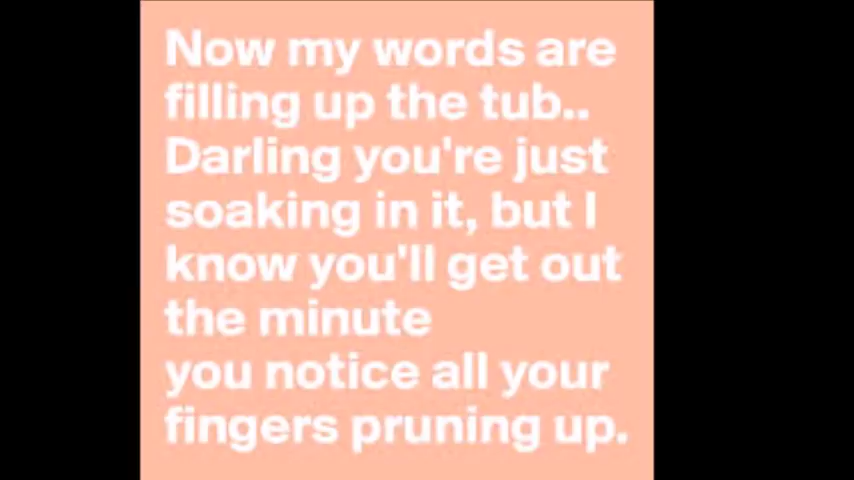 Now my words are
filling up the tub..
Darling you're just
soaking in it, but I
know you'll get out
the minute
you notice all your
fingers pruning up.